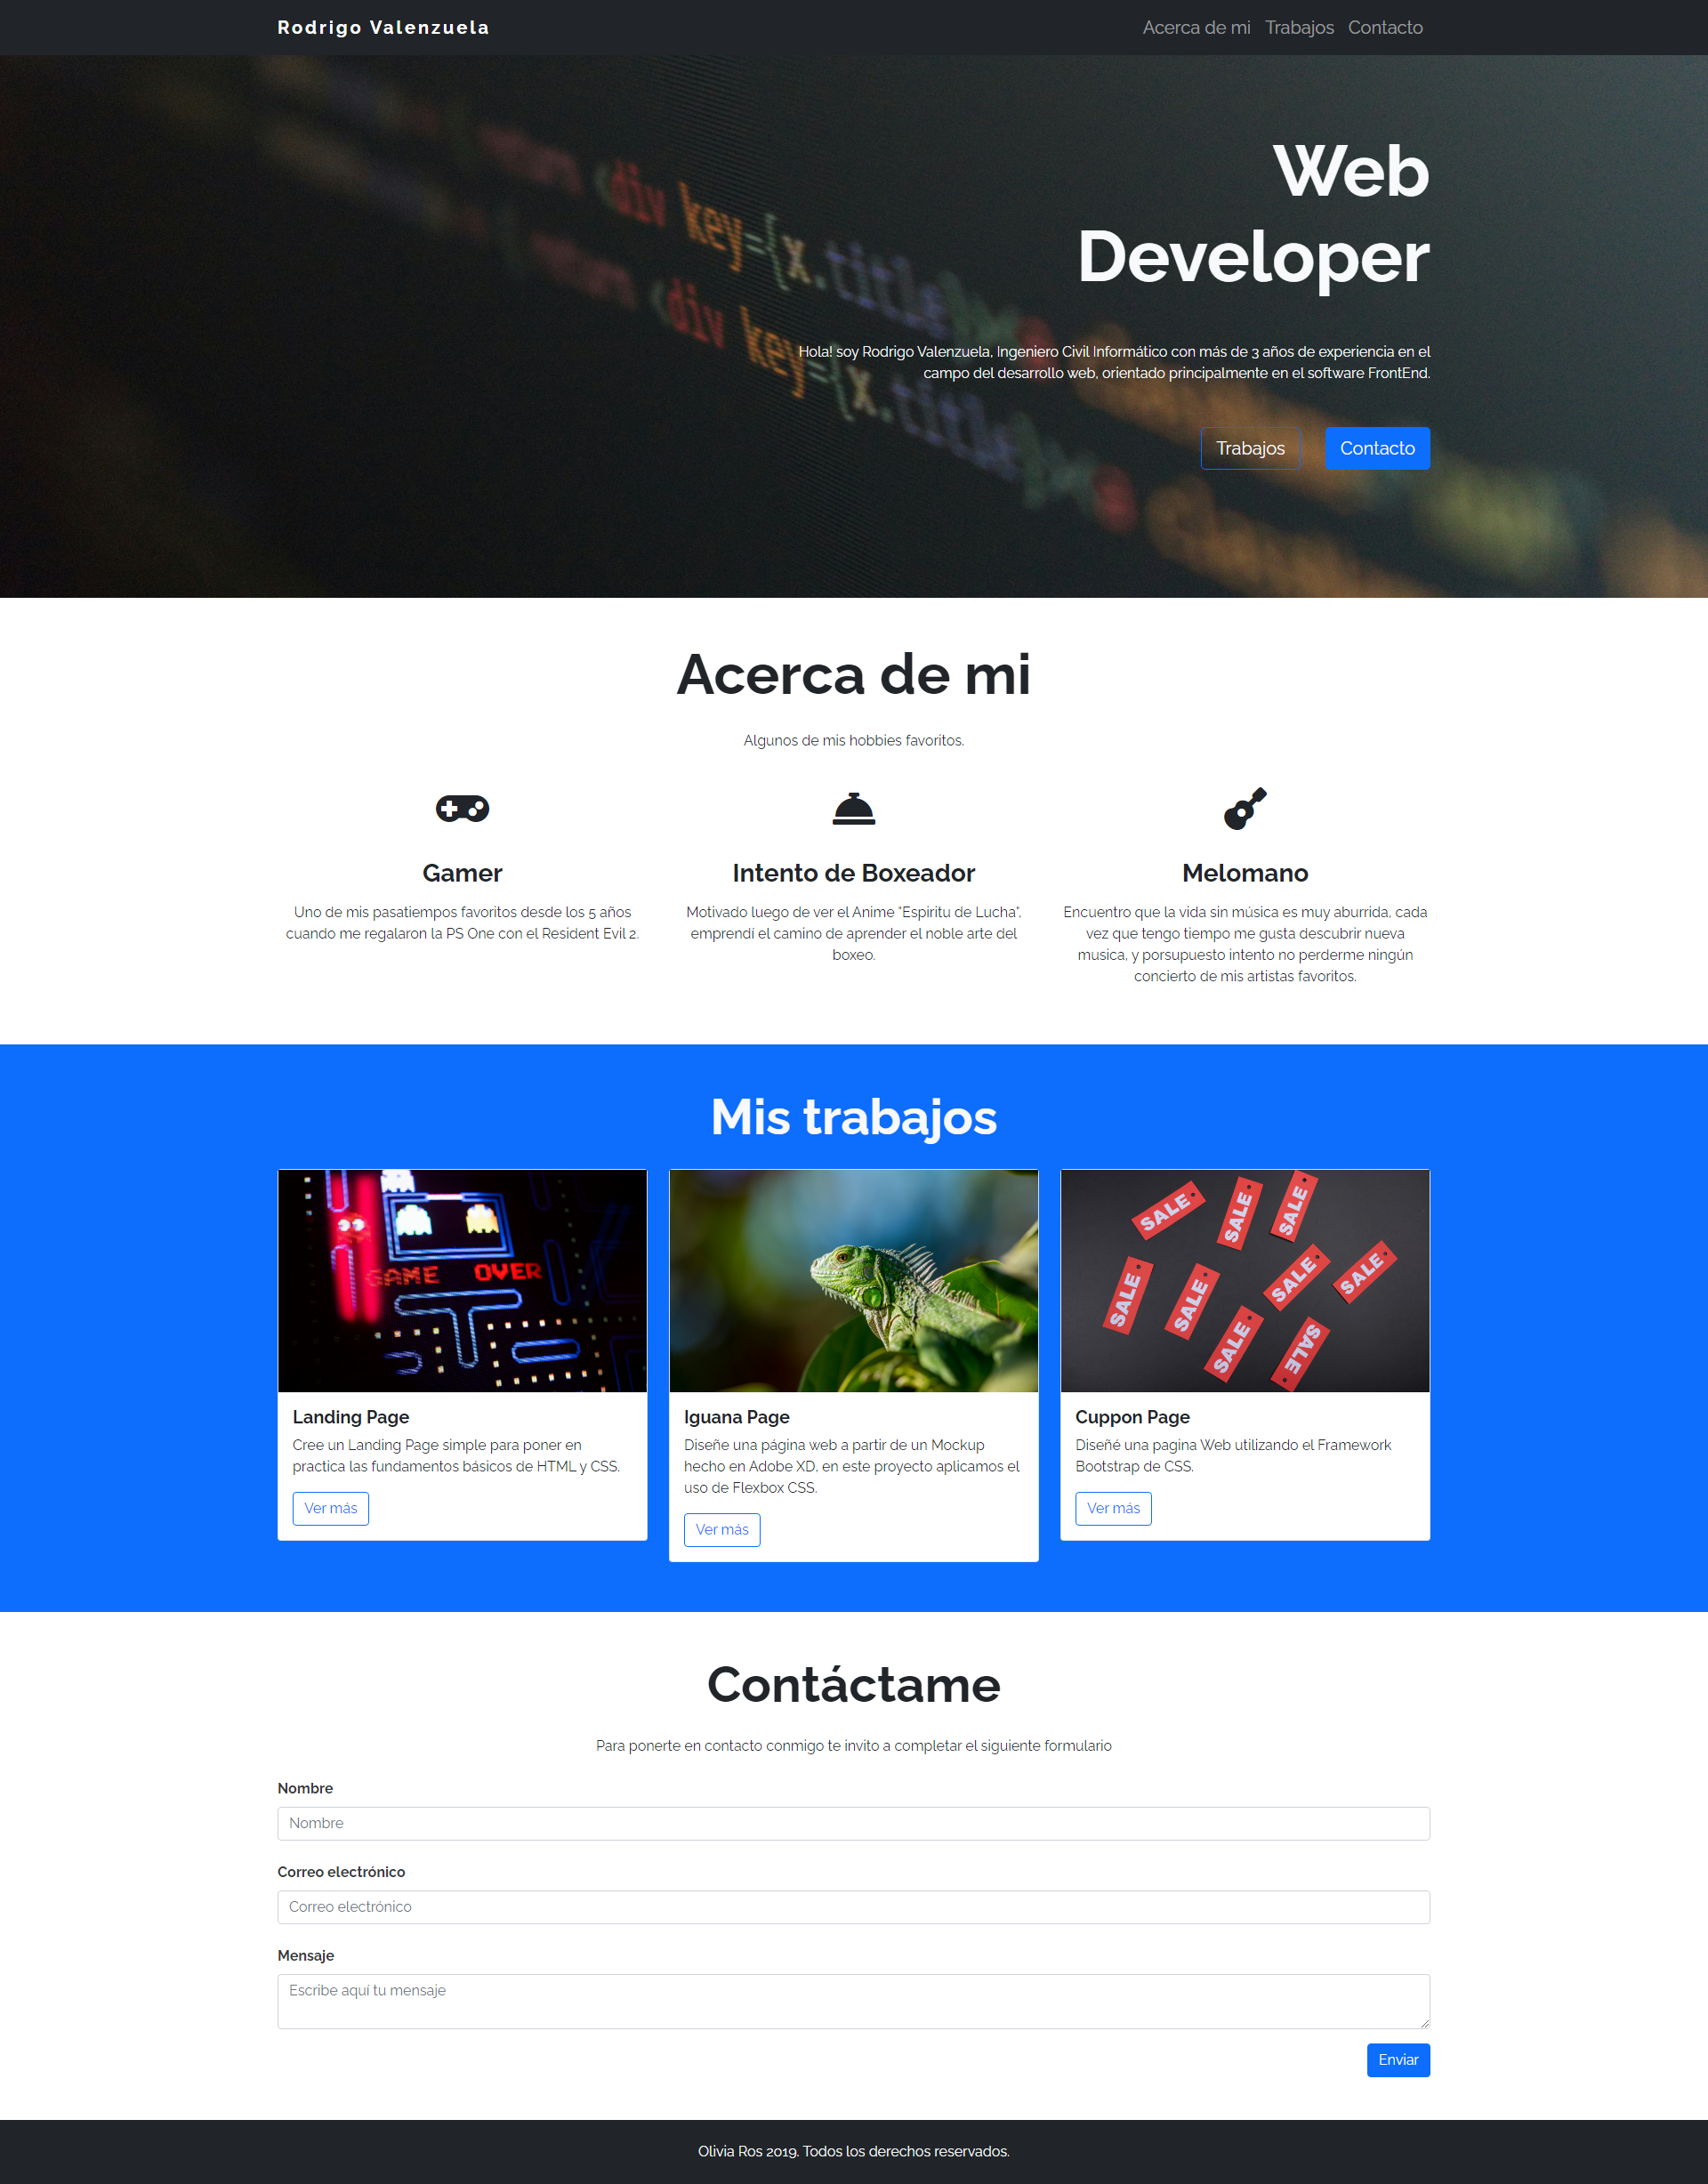 Rodrigo Valenzuela
Acerca de mi Trabajos Contacto
<div key={x.title}>
<div key={x.title}>
Web
Developer
Hola! soy Rodrigo Valenzuela, Ingeniero Civil Informático con más de 3 años de experiencia en el
campo del desarrollo web, orientado principalmente en el software FrontEnd.
Trabajos Contacto
Acerca de mi
Algunos de mis hobbies favoritos.
Gamer
Uno de mis pasatiempos favoritos desde los 5 años
cuando me regalaron la PS One con el Resident Evil 2.
Intento de Boxeador
Motivado luego de ver el Anime "Espiritu de Lucha",
emprendí el camino de aprender el noble arte del
boxeo.
Melomano
Encuentro que la vida sin música es muy aburrida, cada
vez que tengo tiempo me gusta descubrir nueva
musica, y porsupuesto intento no perderme ningún
concierto de mis artistas favoritos.
Mis trabajos
GAME OVER
Landing Page
Cree un Landing Page simple para poner en
practica las fundamentos básicos de HTML y CSS.
Ver más
Iguana Page
Diseñe una página web a partir de un Mockup
hecho en Adobe XD, en este proyecto aplicamos el
uso de Flexbox CSS.
Ver más
SALE
SALE
SALE
SALE
SALE
SALE
SALE
SALE
SALE
Cuppon Page
Diseñé una pagina Web utilizando el Framework
Bootstrap de CSS.
Ver más
Contáctame
Para ponerte en contacto conmigo te invito a completar el siguiente formulario
Nombre
Nombre
Correo electrónico
Correo electrónico
Mensaje
Escribe aquí tu mensaje
Enviar
Olivia Ros 2019. Todos los derechos reservados.